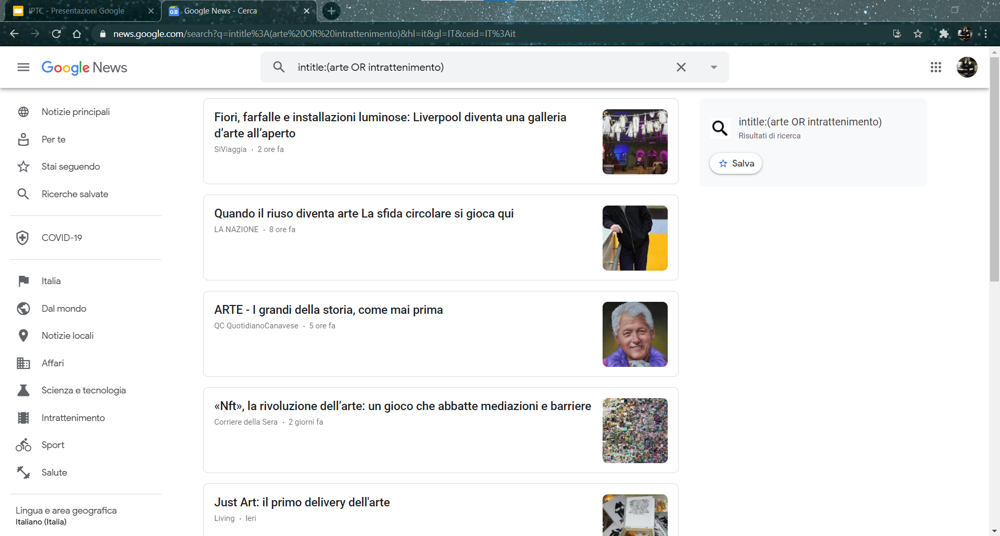 IPTC - Presentazioni Google
Google News - Cerca
news.google.com/search?q=intitle%3A(arte%20OR%20intrattenimento)&hl=it&gl=IT&ceid=IT%3Ait
Google News
intitle:(arte OR intrattenimento)
Notizie principali
Per te
Stai seguendo
Ricerche salvate
COVID-19
Italia
Dal mondo
Notizie locali
Affari
Scienza e tecnologia
Intrattenimento
Sport
Salute
Lingua e area geografica
Italiano (Italia)
Fiori, farfalle e installazioni luminose: Liverpool diventa una galleria
d’arte all’aperto
SiViaggia · 2 ore fa
Quando il riuso diventa arte La sfida circolare si gioca qui
LA NAZIONE · 8 ore fa
ARTE - I grandi della storia, come mai prima
QC QuotidianoCanavese · 5 ore fa
«Nft», la rivoluzione dell’arte: un gioco che abbatte mediazioni e barriere
Corriere della Sera · 2 giorni fa
Just Art: il primo delivery dell'arte
Living · Ieri
intitle:(arte OR intrattenimento)
Risultati di ricerca
Salva